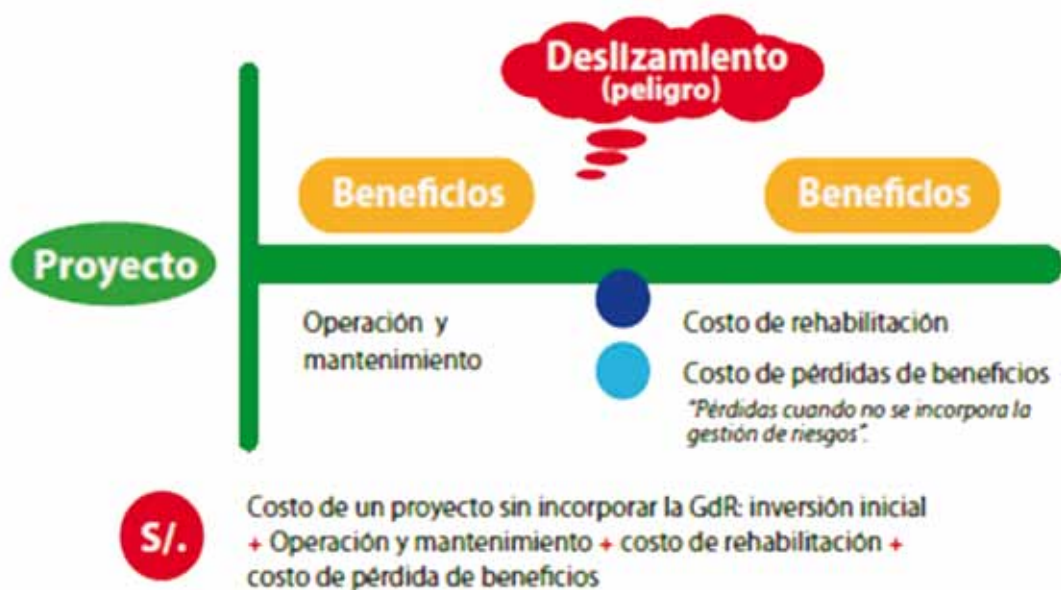 Deslizamiento
(peligro)
Beneficios
Beneficios
Proyecto
Operación y
mantenimiento
Costo de rehabilitación
Costo de pérdidas de beneficios
"Pérdidas cuando no se incorpora la
gestión de riesgos".
S/.
Costo de un proyecto sin incorporar la GdR: inversión inicial
+ Operación y mantenimiento + costo de rehabilitación +
costo de pérdida de beneficios